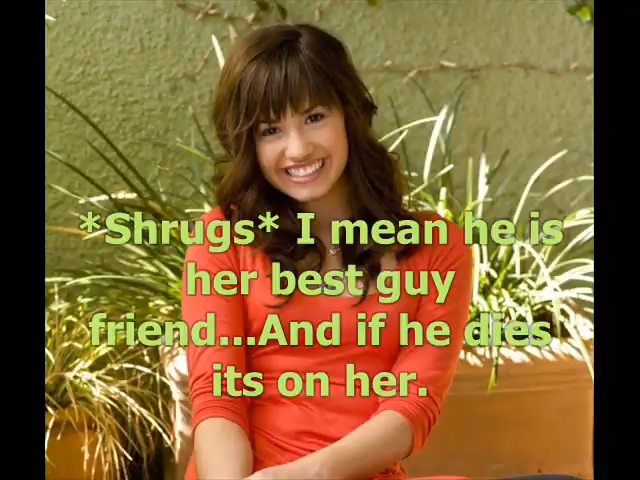 *Shrugs* I mean he is
her best guy
friend...And if he dies
its on her.